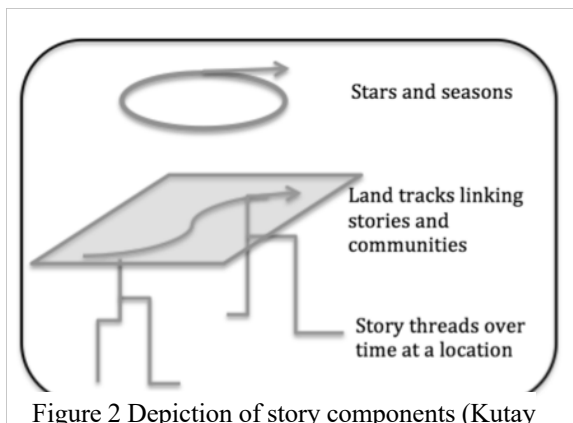 Stars and seasons
Land tracks linking
stories and
communities
Story threads over
time at a location
Figure 2 Depiction of story components (Kutay